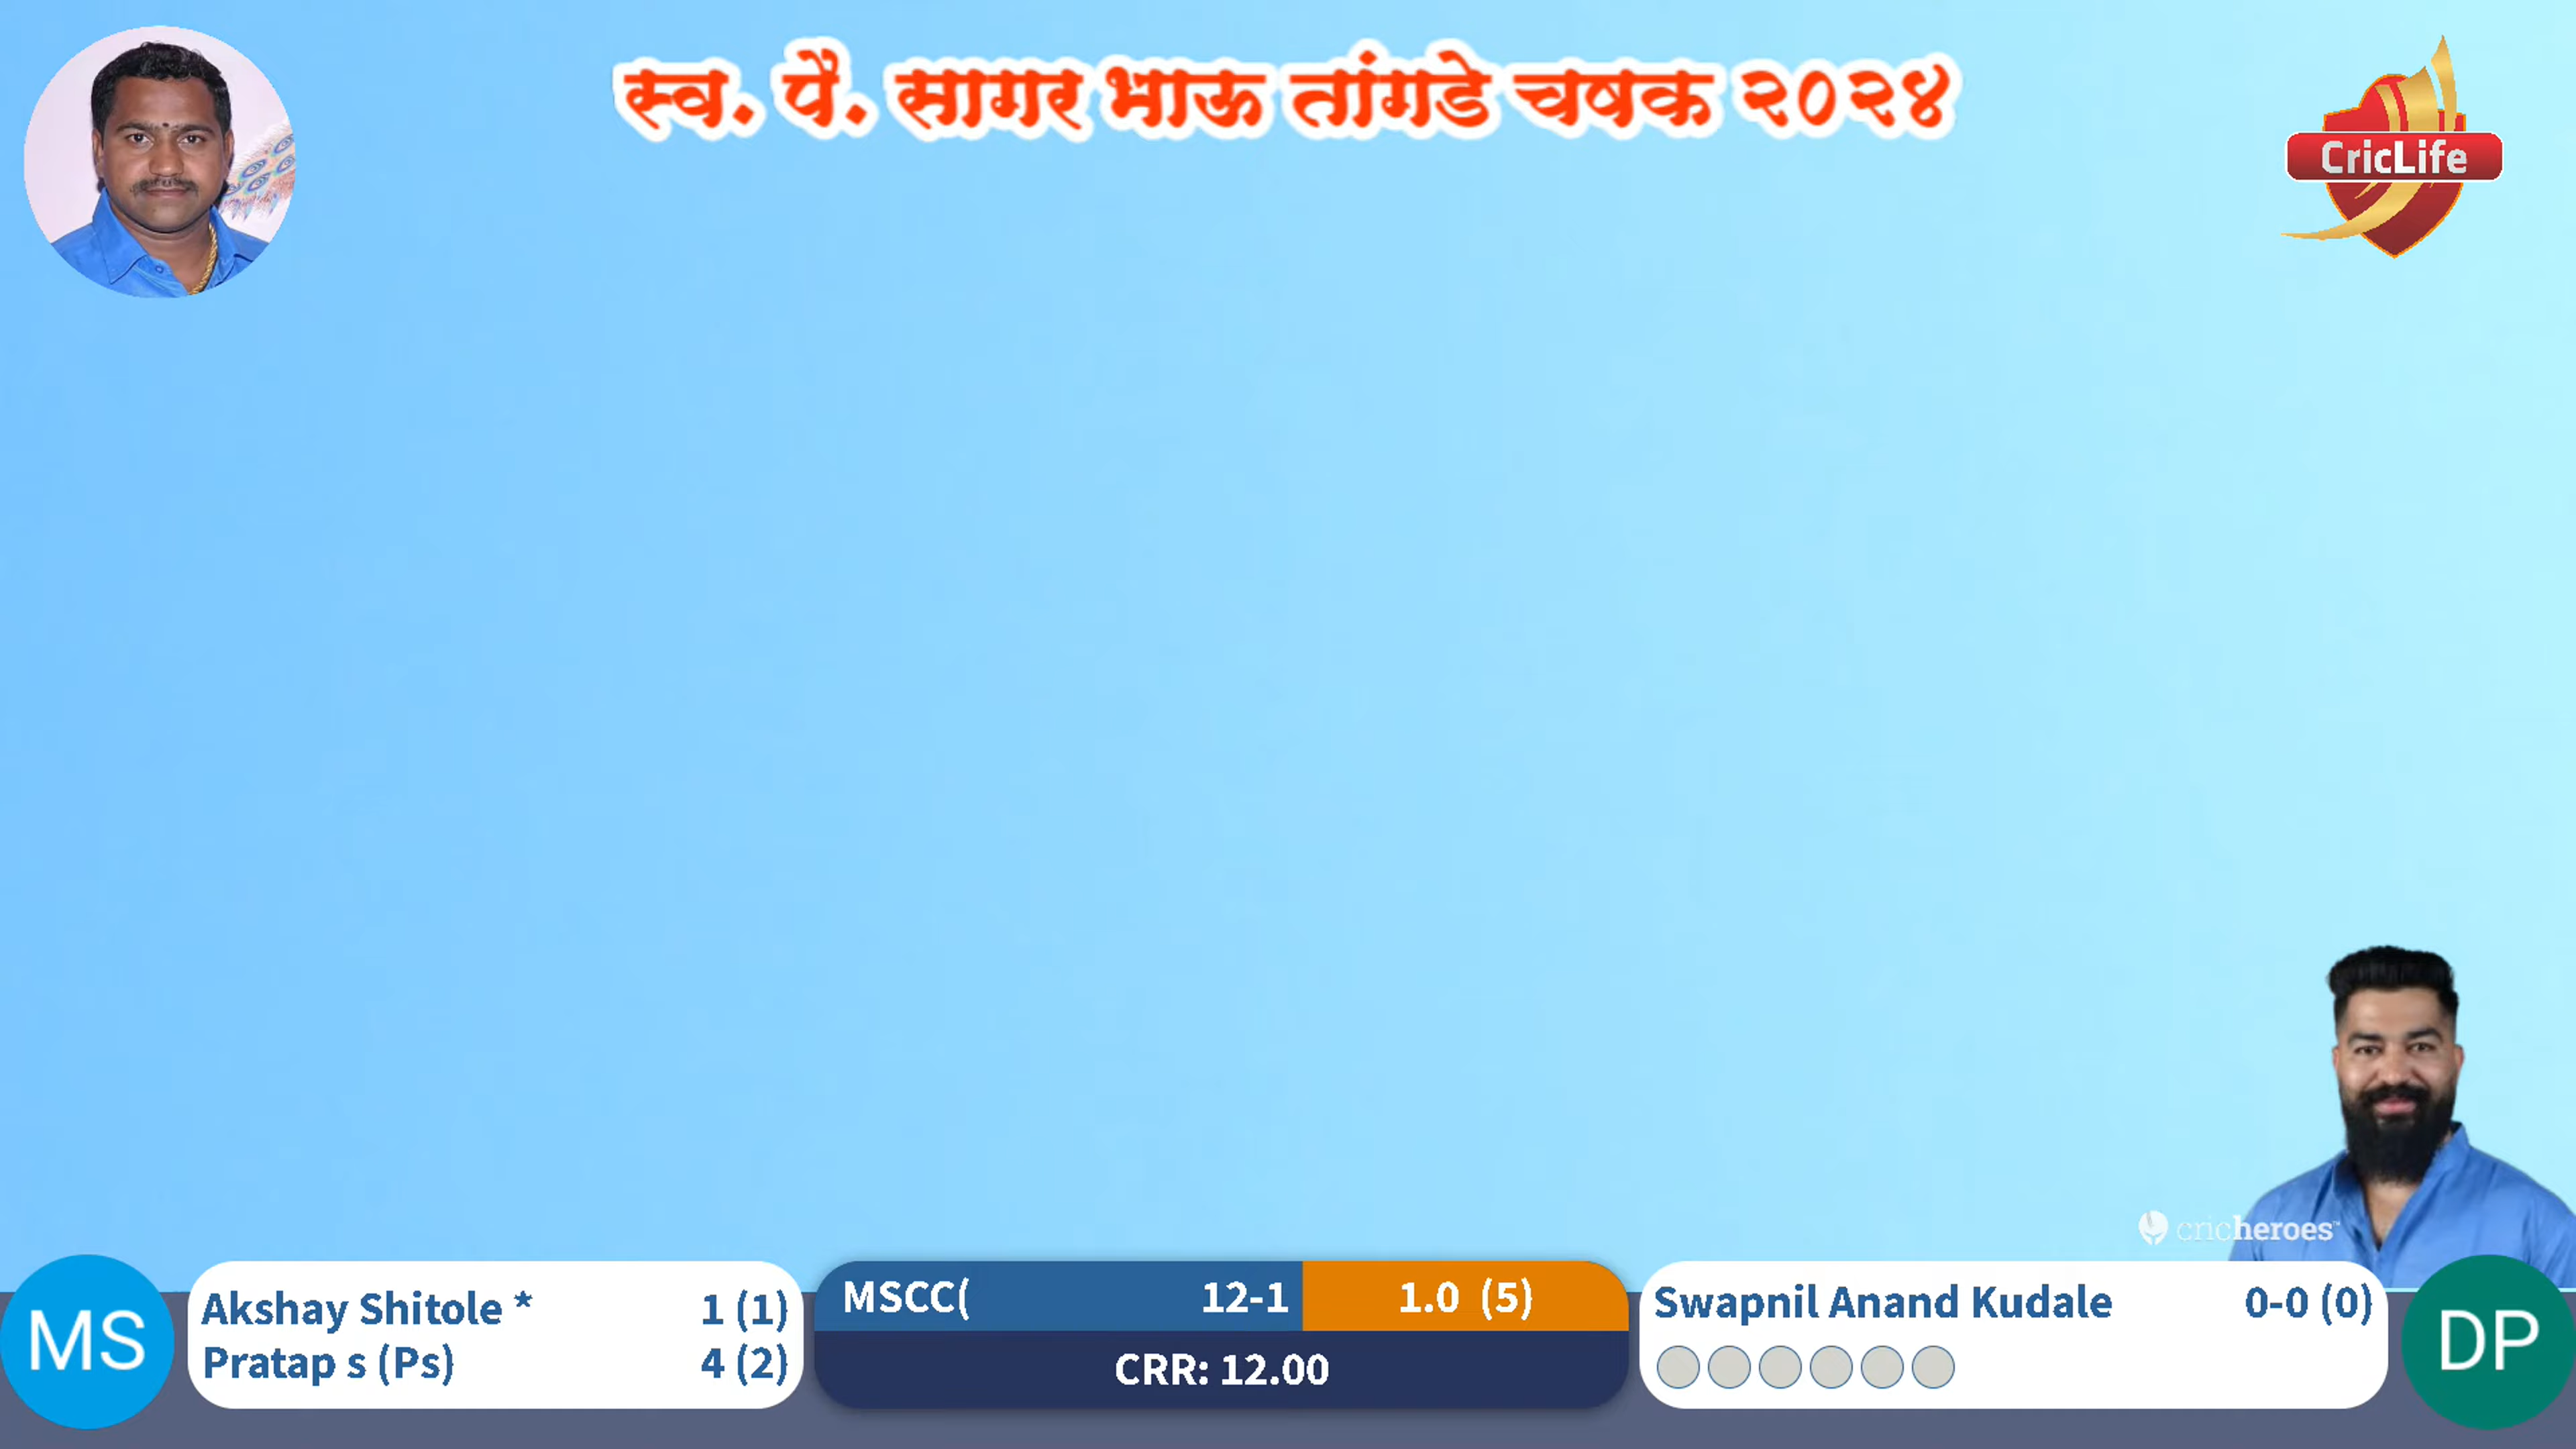 स्व. पै. सागर भाऊ तांगडे चषक २०२४
CricLife
cricheroes™
MS
Akshay Shitole * 1 (1)
Pratap s (Ps) 4 (2)
MSCC( 12-1 1.0 (5)
CRR: 12.00
Swapnil Anand Kudale 0-0 (0)
DP